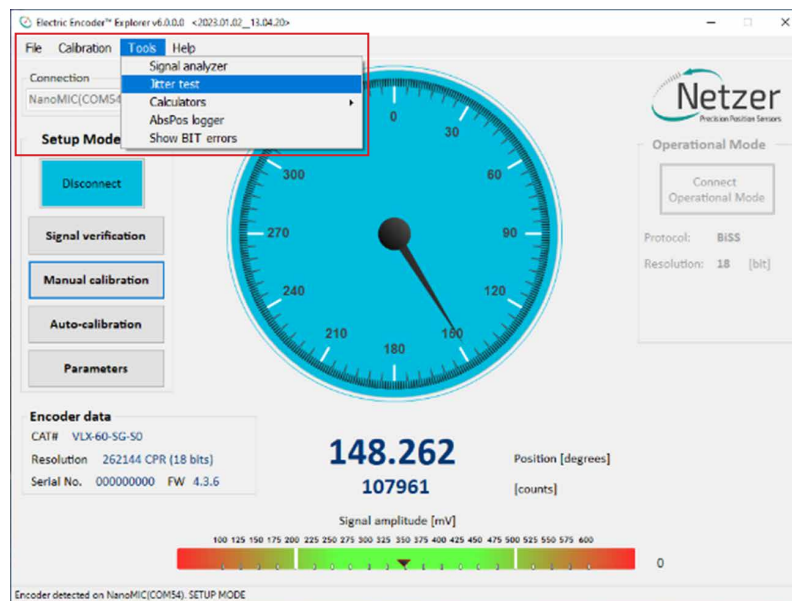 Electric Encoder™ Explorer v6.0.0.0 <2023.01.02__13.04.20>
File Calibration Tools Help
Signal analyzer
Jitter test
Calculators
AbsPos logger
Show BIT errors
Connection
NanoMIC(COM54
Setup Mode
Disconnect
Signal verification
Manual calibration
Auto-calibration
Parameters
Encoder data
CAT# VLX-60-SG-S0
Resolution 262144 CPR (18 bits)
Serial No. 000000000 FW 4.3.6
0
30
60
90
120
150
180
210
240
270
300
148.262 Position [degrees]
107961 [counts]
Signal amplitude [mV]
100 125 150 175 200 225 250 275 300 325 350 375 400 425 450 475 500 525 550 575 600
0
Netzer
Precision Position Sensors
Operational Mode
Connect
Operational Mode
Protocol: BiSS
Resolution: 18 [bit]
Encoder detected on NanoMIC(COM54). SETUP MODE